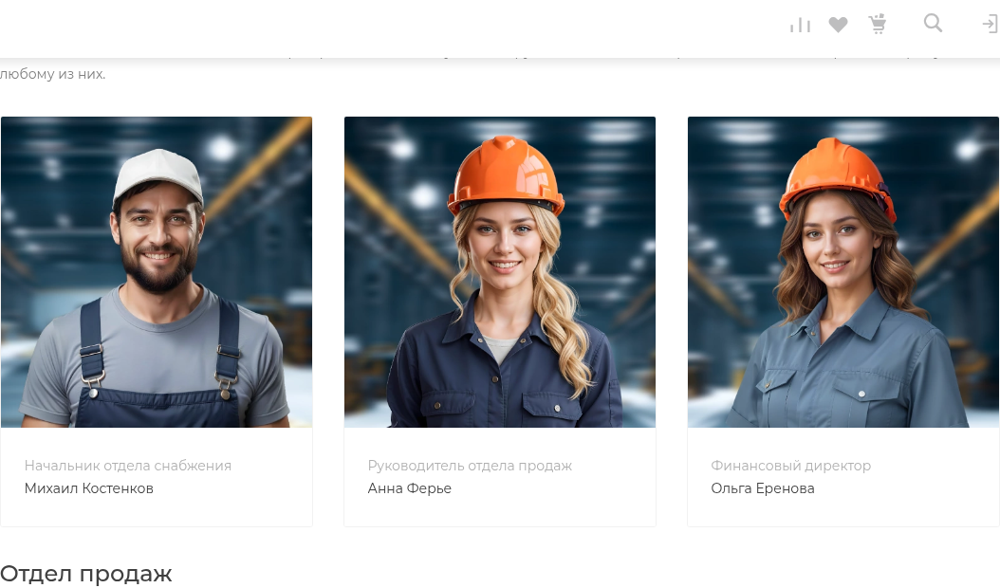 любому из них.
Начальник отдела снабжения
Михаил Костенков
Руководитель отдела продаж
Анна Ферье
Финансовый директор
Ольга Еренова
Отдел продаж